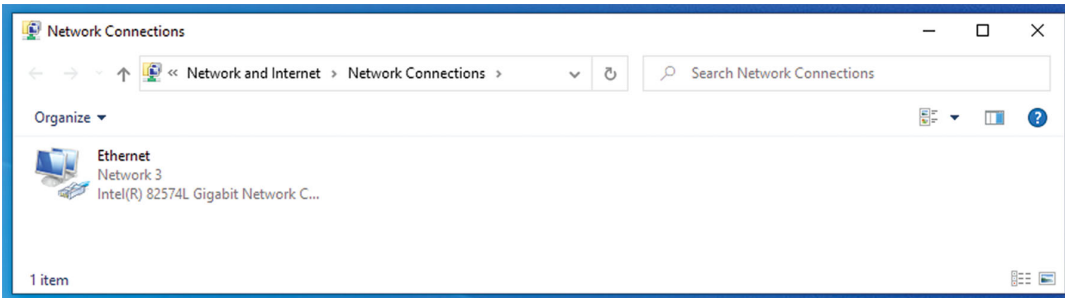 Network Connections
« Network and Internet > Network Connections >
Search Network Connections
Organize
Ethernet
Network 3
Intel(R) 82574L Gigabit Network C...
1 item